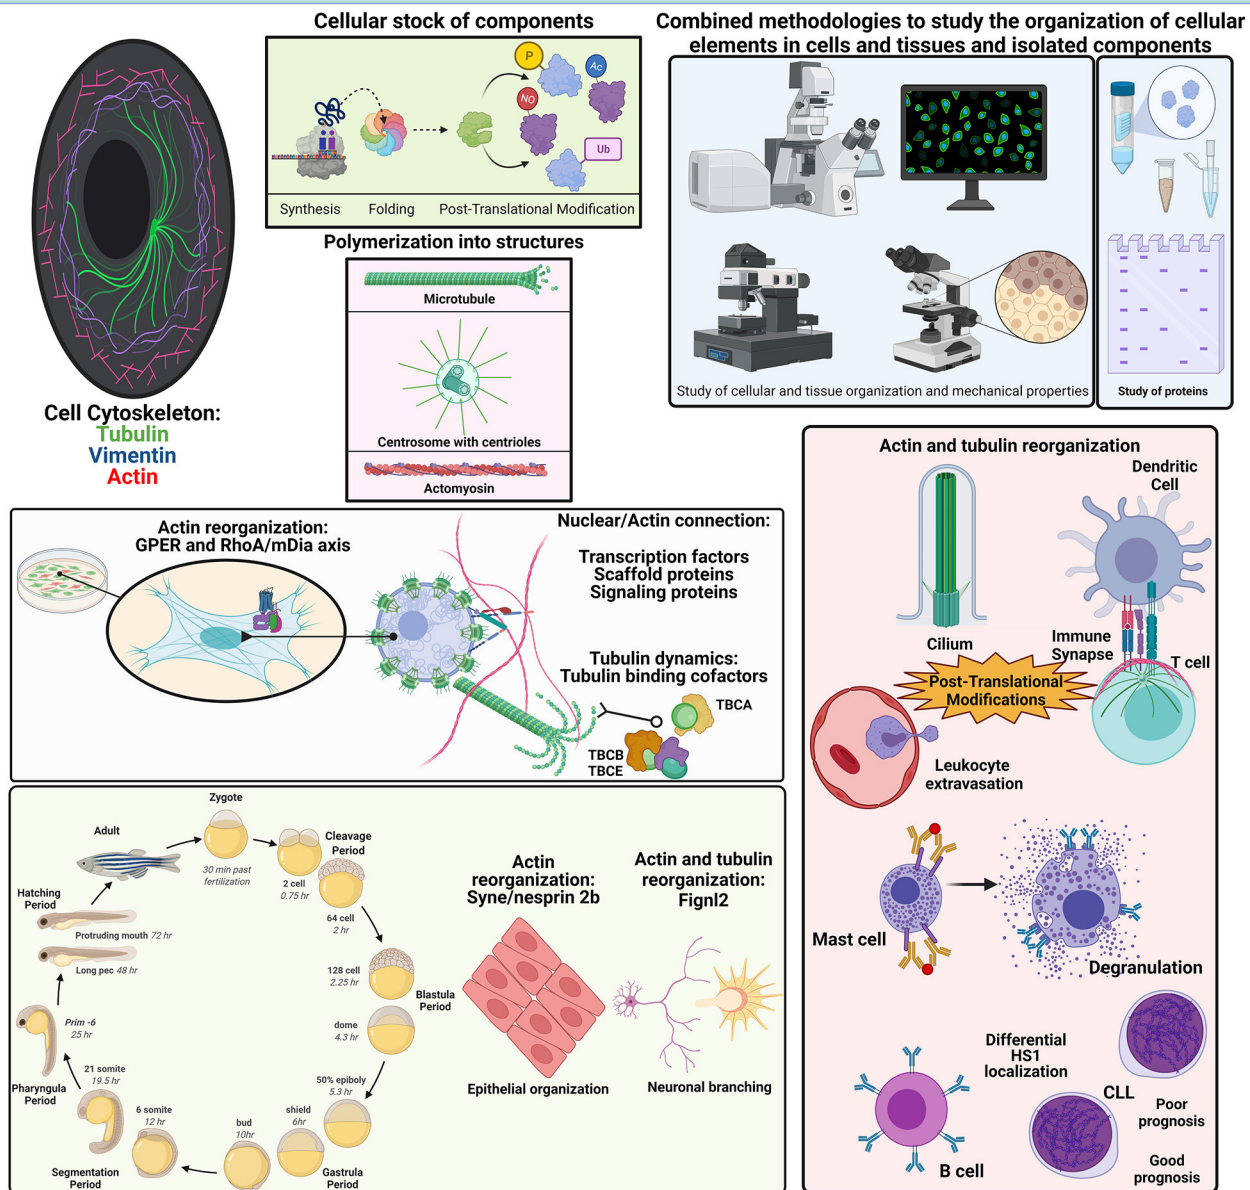 Cellular stock of components
P
Ac
NO
Ub
Synthesis
Folding
Post-Translational Modification
Combined methodologies to study the organization of cellular
elements in cells and tissues and isolated components
Study of cellular and tissue organization and mechanical properties
Study of proteins
Cell Cytoskeleton:
Tubulin
Vimentin
Actin
Polymerization into structures
Microtubule
Centrosome with centrioles
Actomyosin
Actin reorganization:
GPER and RhoA/mDia axis
Nuclear/Actin connection:
Transcription factors
Scaffold proteins
Signaling proteins
Tubulin dynamics:
Tubulin binding cofactors
TBCA
TBCB
TBCE
Actin and tubulin reorganization
Cilium
Dendritic
Cell
Immune
Synapse
T cell
Post-Translational
Modifications
Leukocyte
extravasation
Mast cell
Degranulation
B cell
Differential
HS1
localization
CLL
Poor
prognosis
Good
prognosis
Zygote
30 min past
fertilization
Cleavage
Period
2 cell
0.75 hr
64 cell
2 hr
128 cell
2.25 hr
Blastula
Period
dome
4.3 hr
50% epiboly
5.3 hr
shield
6hr
Gastrula
Period
bud
10hr
6 somite
12 hr
Segmentation
Period
21 somite
19.5 hr
Pharyngula
Period
Prim -6
25 hr
Long pec 48 hr
Protruding mouth 72 hr
Hatching
Period
Adult
Actin
reorganization:
Syne/nesprin 2b
Epithelial organization
Actin and tubulin
reorganization:
Fignl2
Neuronal branching